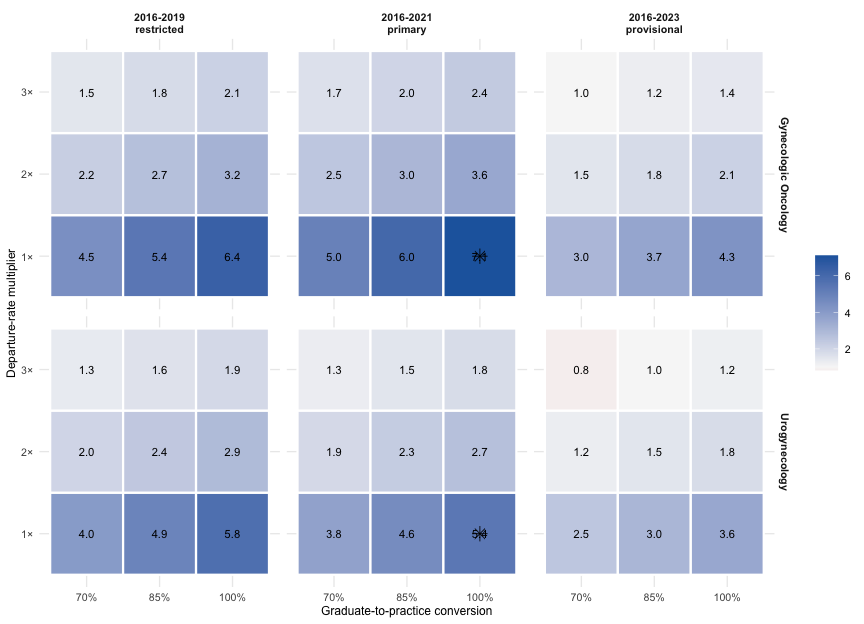 2016-2019 2016-2021 2016-2023
restricted primary provisional
3× 1.5 1.8 2.1 1.7 2.0 2.4 1.0 1.2 1.4
2× 2.2 2.7 3.2 2.5 3.0 3.6 1.5 1.8 2.1
1× 4.5 5.4 6.4 5.0 6.0 3.0 3.7 4.3
Gynecologic Oncology
3× 1.3 1.6 1.9 1.3 1.5 1.8 0.8 1.0 1.2
2× 2.0 2.4 2.9 1.9 2.3 2.7 1.2 1.5 1.8
1× 4.0 4.9 5.8 3.8 4.6 2.5 3.0 3.6
Urogynecology
70% 85% 100% 70% 85% 100% 70% 85% 100%
Graduate-to-practice conversion
Departure-rate multiplier
6
4
2